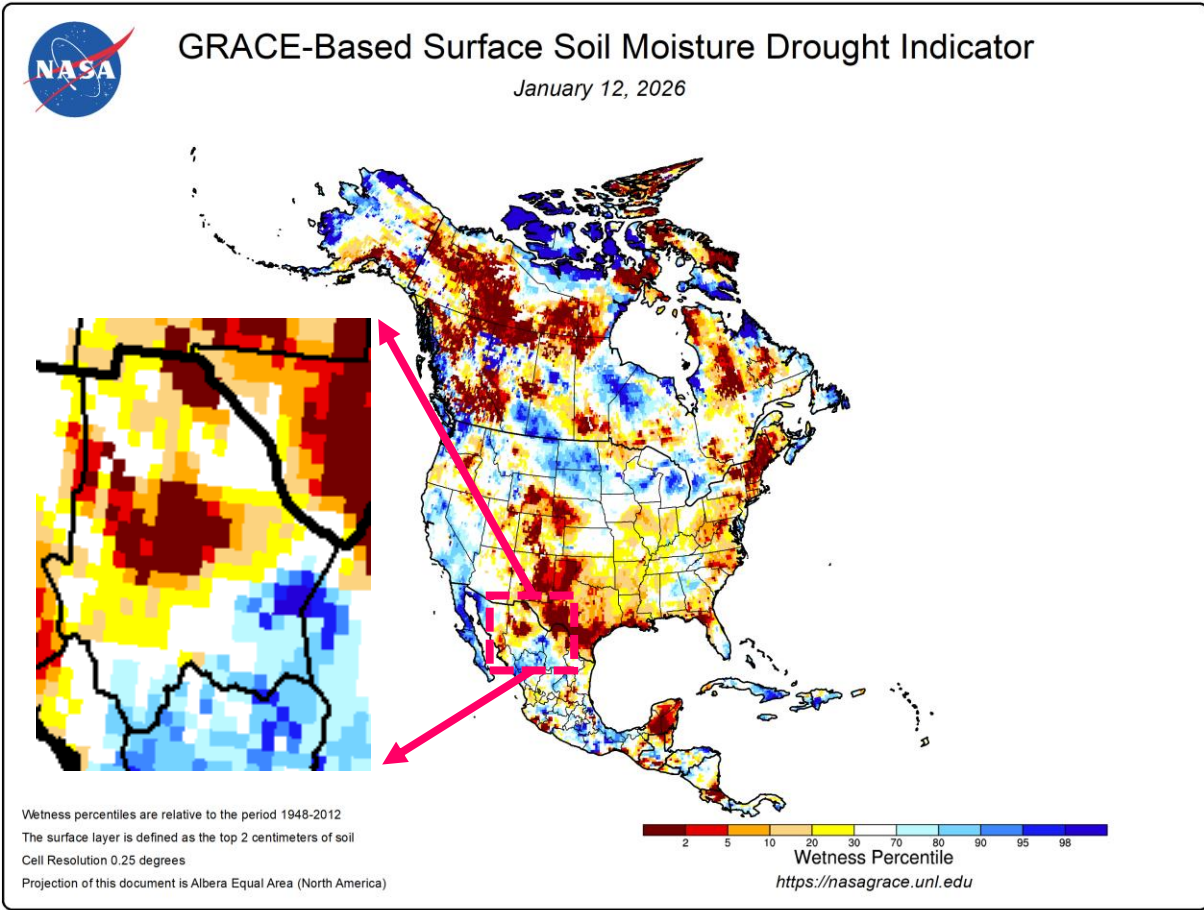 NASA
GRACE-Based Surface Soil Moisture Drought Indicator
January 12, 2026
Wetness percentiles are relative to the period 1948-2012
The surface layer is defined as the top 2 centimeters of soil
Cell Resolution 0.25 degrees
Projection of this document is Albera Equal Area (North America)
2 5 10 20 30 70 80 90 95 98
Wetness Percentile
https://nasagrace.unl.edu